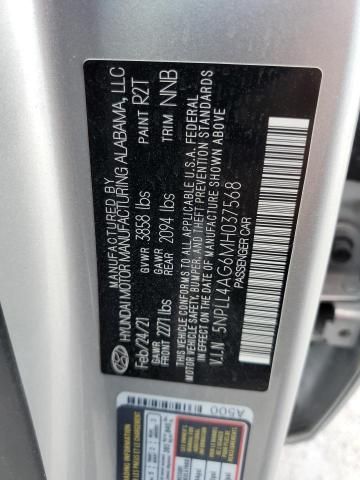 MANUFACTURED BY
HYUNDAI MOTOR MANUFACTURING ALABAMA, LLC
Feb/24/21 GVWR 3858 lbs PAINT R2T
GAWR FRONT 2271 lbs GAWR REAR 2094 lbs TRIM NNB
THIS VEHICLE CONFORMS TO ALL APPLICABLE U.S.A. FEDERAL
MOTOR VEHICLE SAFETY, BUMPER, AND THEFT PREVENTION STANDARDS
IN EFFECT ON THE DATE OF MANUFACTURE SHOWN ABOVE
V.I.N. 5NPLL4AG6MH037568
PASSENGER CAR
A500